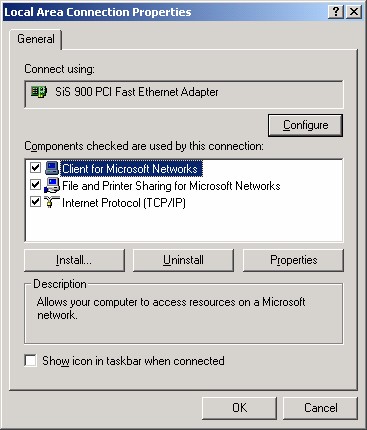 Local Area Connection Properties
General
Connect using:
SiS 900 PCI Fast Ethernet Adapter
Configure
Components checked are used by this connection:
Client for Microsoft Networks
File and Printer Sharing for Microsoft Networks
Internet Protocol (TCP/IP)
Install... Uninstall Properties
Description
Allows your computer to access resources on a Microsoft
network.
Show icon in taskbar when connected
OK Cancel